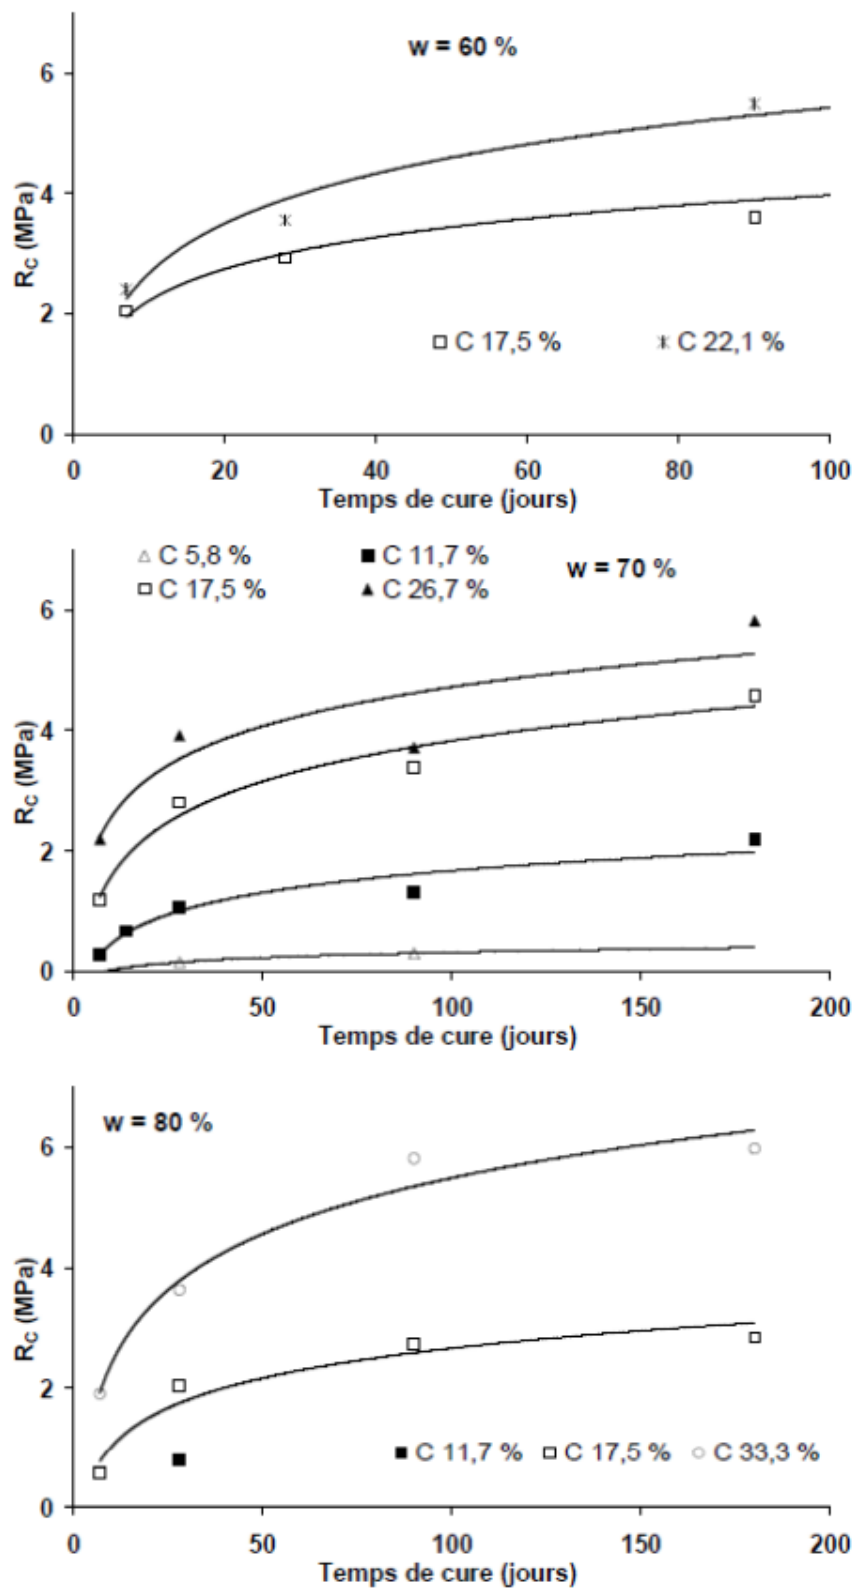 w = 60 %
6
4
2
0
R_C (MPa)
C 17,5 % C 22,1 %
0 20 40 60 80 100
Temps de cure (jours)
C 5,8 % C 11,7 %
C 17,5 % C 26,7 %
w = 70 %
6
4
2
0
R_C (MPa)
0 50 100 150 200
Temps de cure (jours)
w = 80 %
6
4
2
0
R_C (MPa)
C 11,7 % C 17,5 % C 33,3 %
0 50 100 150 200
Temps de cure (jours)